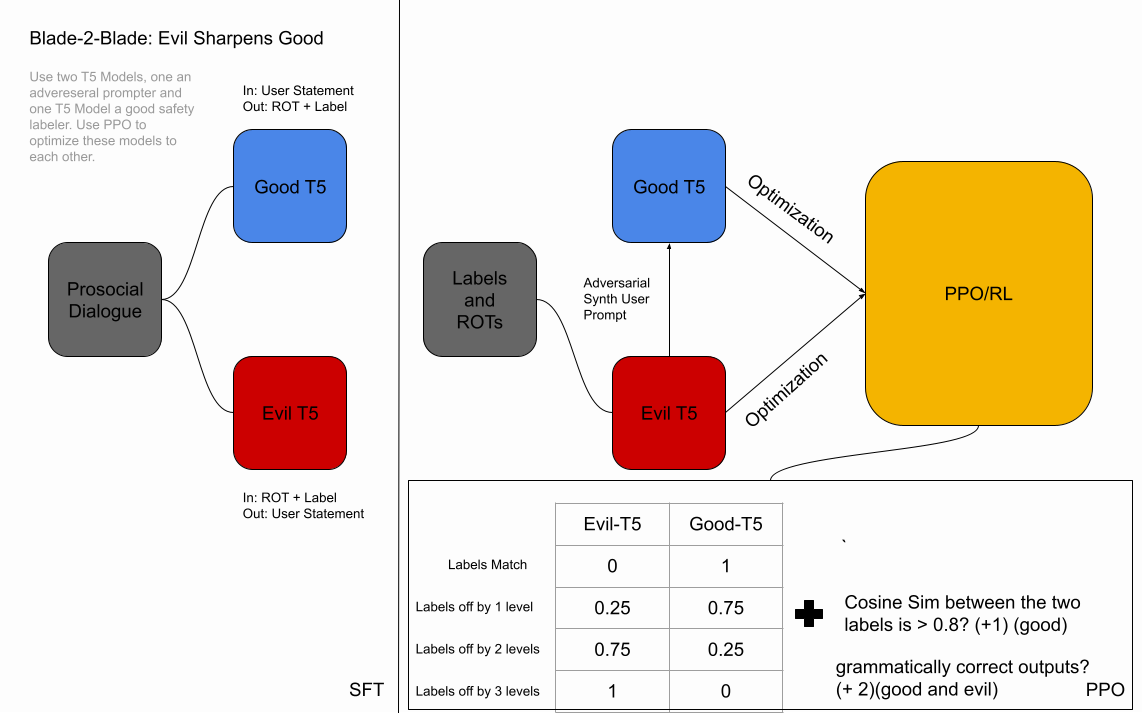 Blade-2-Blade: Evil Sharpens Good
Use two T5 Models, one an
advereseral prompter and
one T5 Model a good safety
labeler. Use PPO to
optimize these models to
each other.
In: User Statement
Out: ROT + Label
Good T5
Prosocial
Dialogue
Evil T5
In: ROT + Label
Out: User Statement
SFT
Good T5
Optimization
Labels
and
ROTs
Adversarial
Synth User
Prompt
PPO/RL
Evil T5
Optimization
Evil-T5 Good-T5
Labels Match 0 1
Labels off by 1 level 0.25 0.75
Labels off by 2 levels 0.75 0.25
Labels off by 3 levels 1 0
`
Cosine Sim between the two
labels is > 0.8? (+1) (good)
grammatically correct outputs?
(+ 2)(good and evil)
PPO